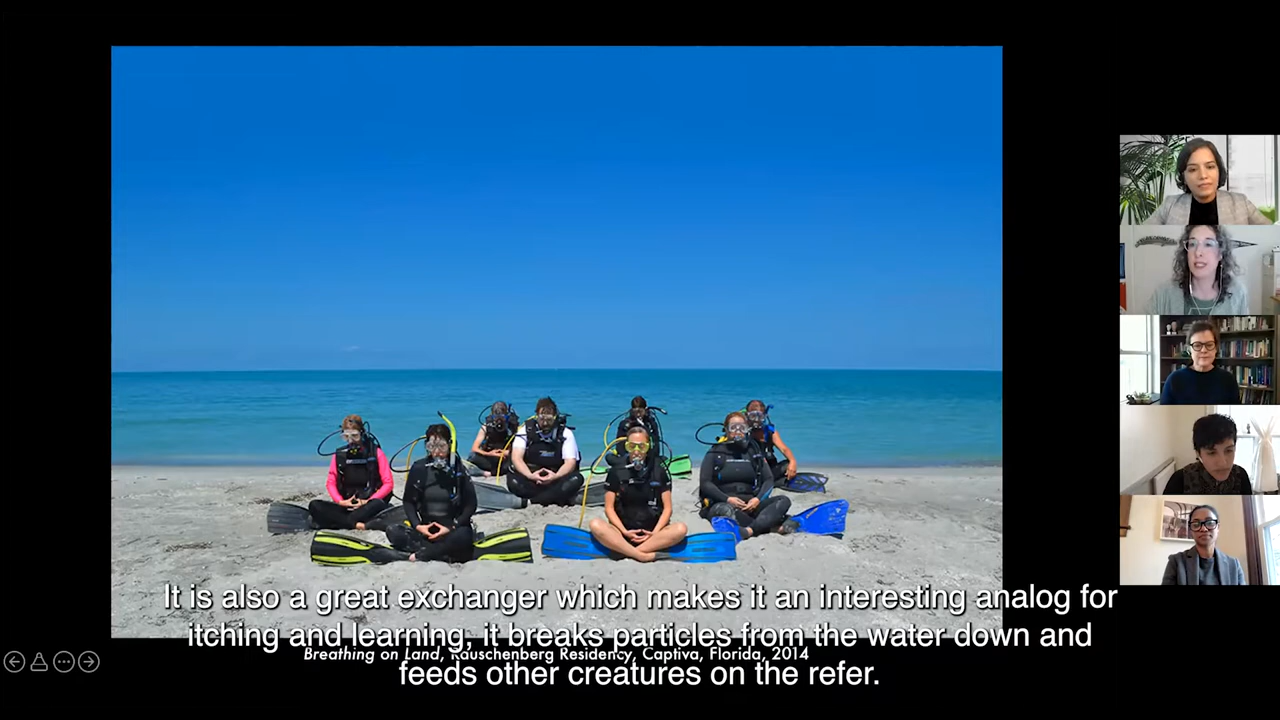 It is also a great exchanger which makes it an interesting analog for
itching and learning, it breaks particles from the water down and
Breathing on Land, Rauschenberg Residency, Captiva, Florida, 2014
feeds other creatures on the refer.